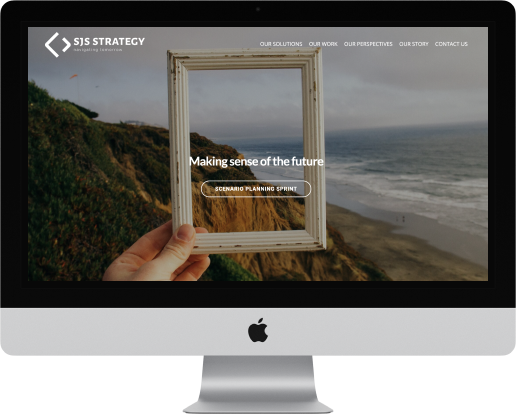 SJS STRATEGY
navigating tomorrow
OUR SOLUTIONS OUR WORK OUR PERSPECTIVES OUR STORY CONTACT US
Making sense of the future
SCENARIO PLANNING SPRINT